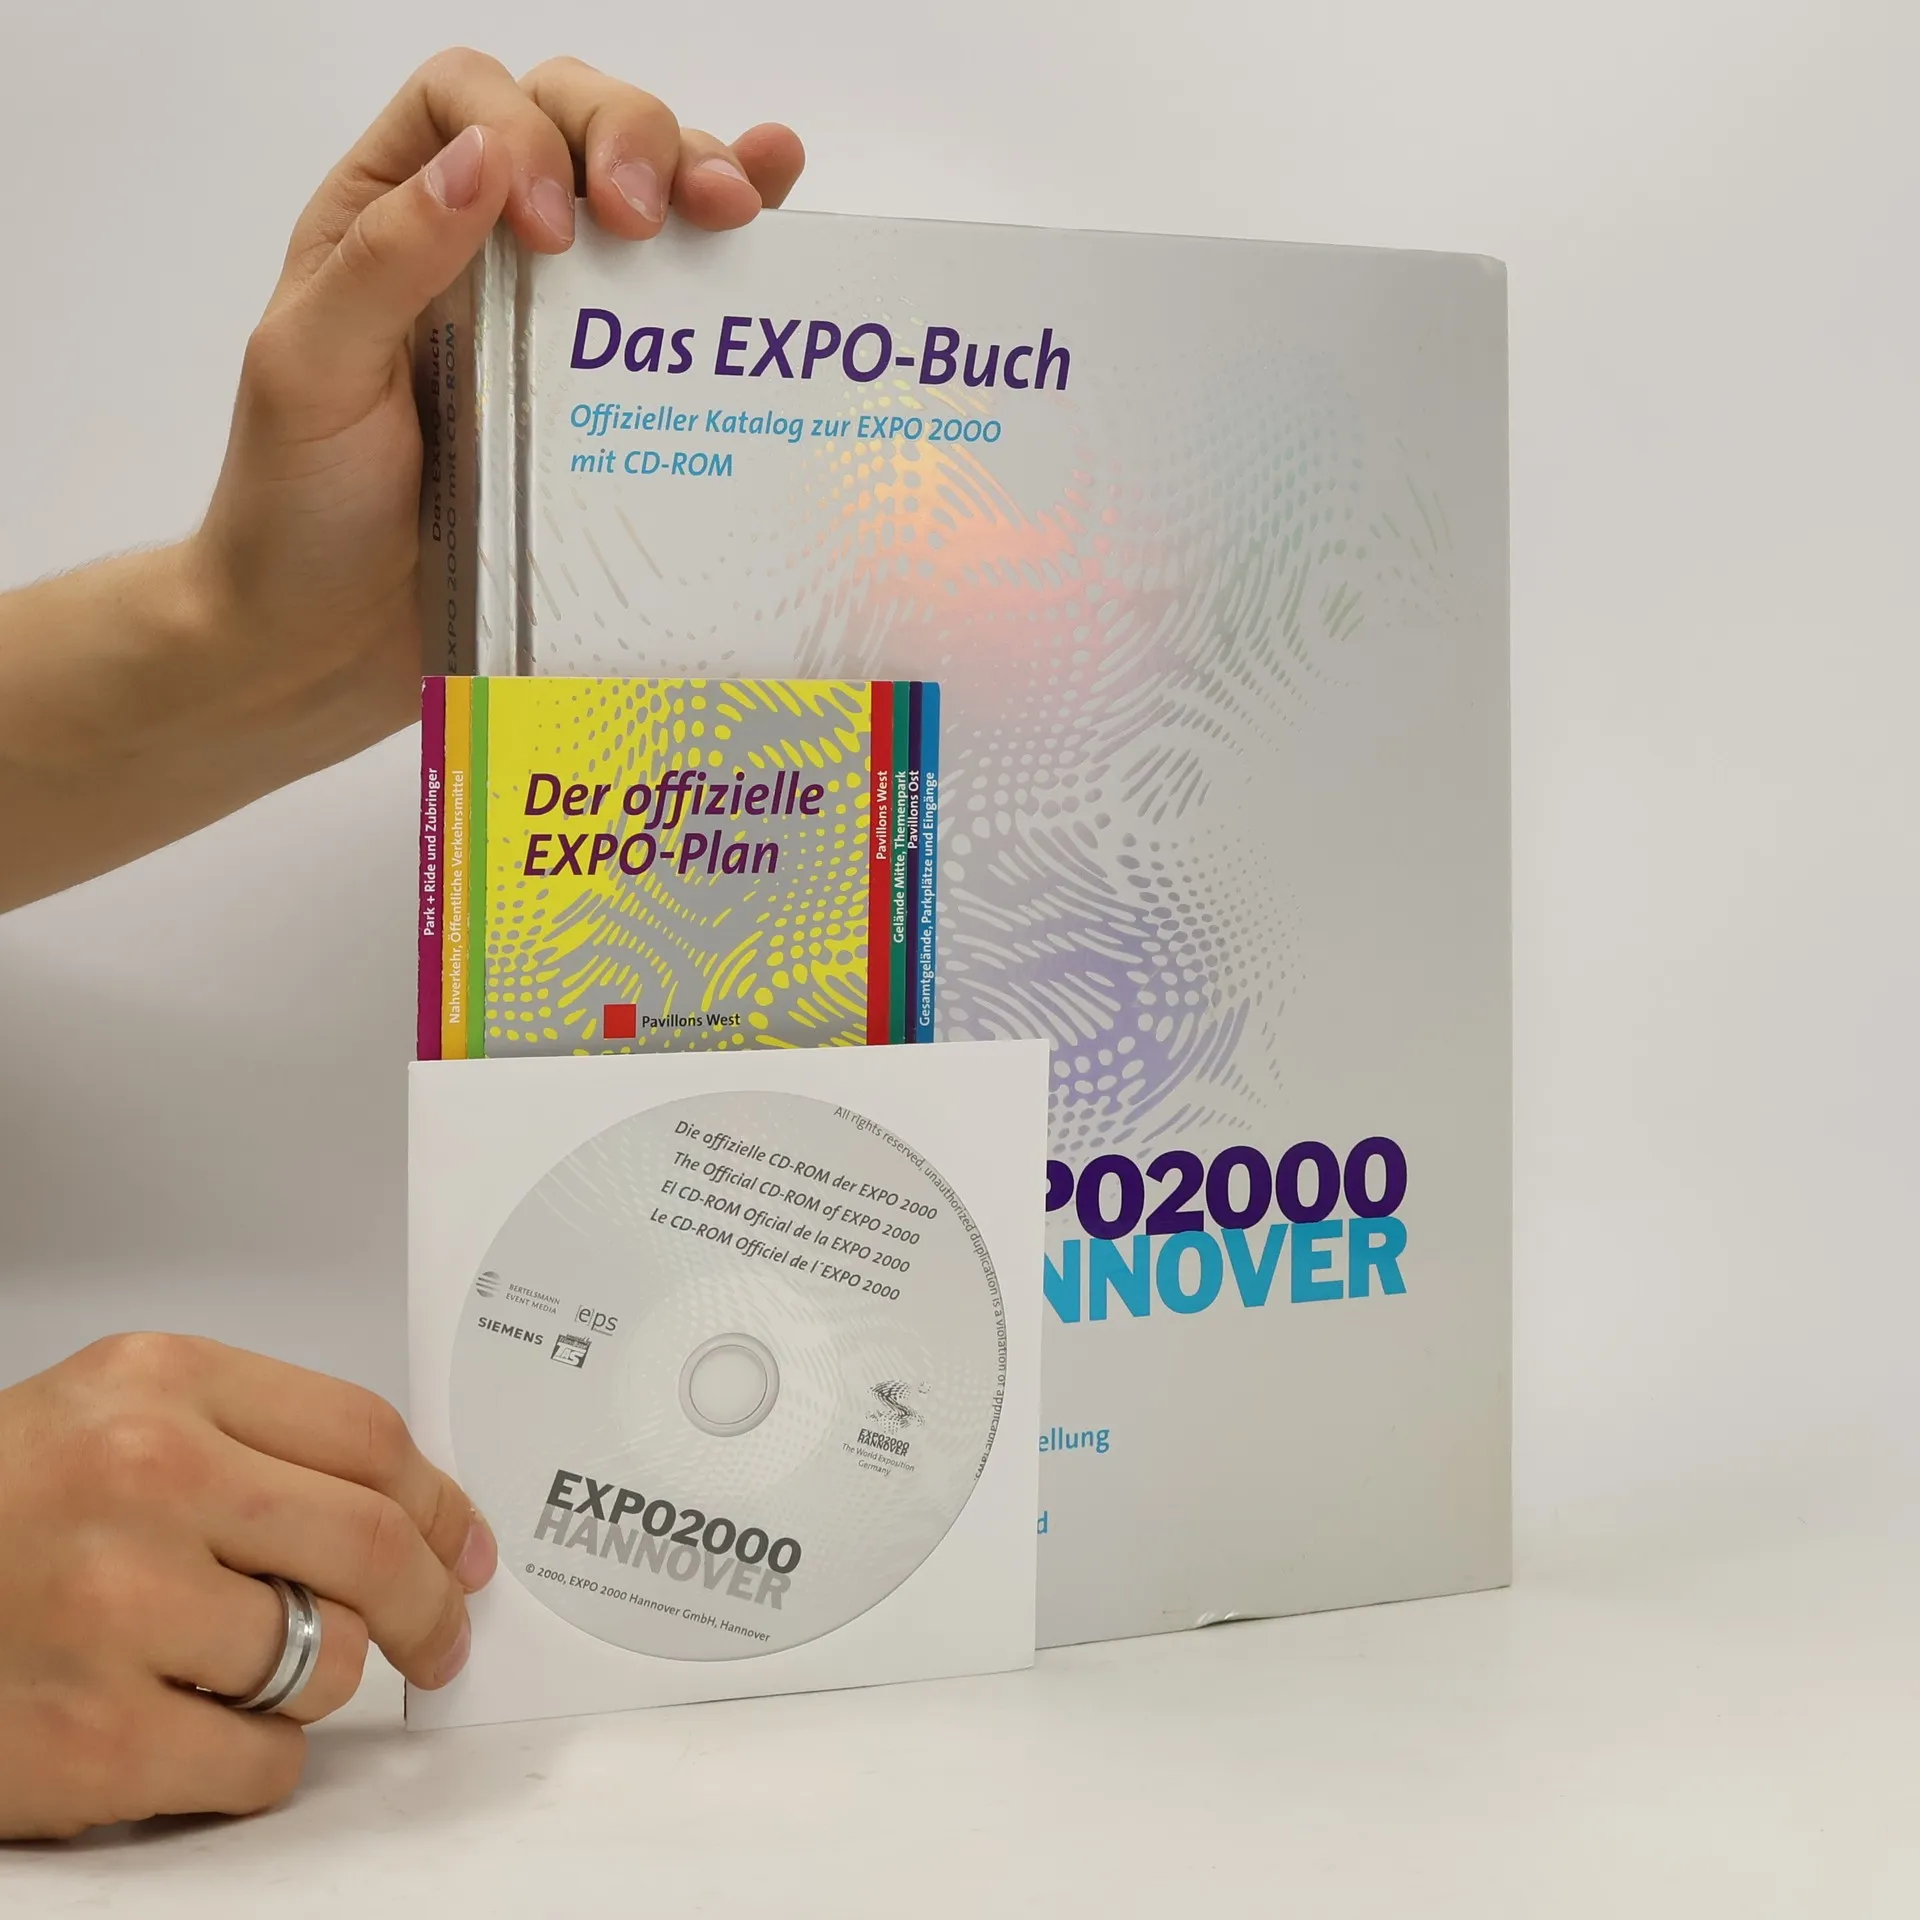 Das EXPO-Buch
Offizieller Katalog zur EXPO 2000
mit CD-ROM
Das EXPO-Buch
EXPO 2000 mit CD-ROM
Park + Ride und Zubringer
Nahverkehr, Öffentliche Verkehrsmittel
Der offizielle
EXPO-Plan
Pavillons West
Pavillons West
Gelände Mitte, Themenpark
Pavillons Ost
Gesamtgelände, Parkplätze und Eingänge
PO2000
NNOVER
ellung
d
Die offizielle CD-ROM der EXPO 2000
The Official CD-ROM of EXPO 2000
El CD-ROM Oficial de la EXPO 2000
Le CD-ROM Officiel de l´EXPO 2000
All rights reserved, unauthorized duplication is a violation of applicable laws.
BERTELSMANN
EVENT MEDIA
[e]ps
SIEMENS
TAS
EXPO2000
HANNOVER
The World Exposition
Germany
EXPO2000
HANNOVER
© 2000, EXPO 2000 Hannover GmbH, Hannover